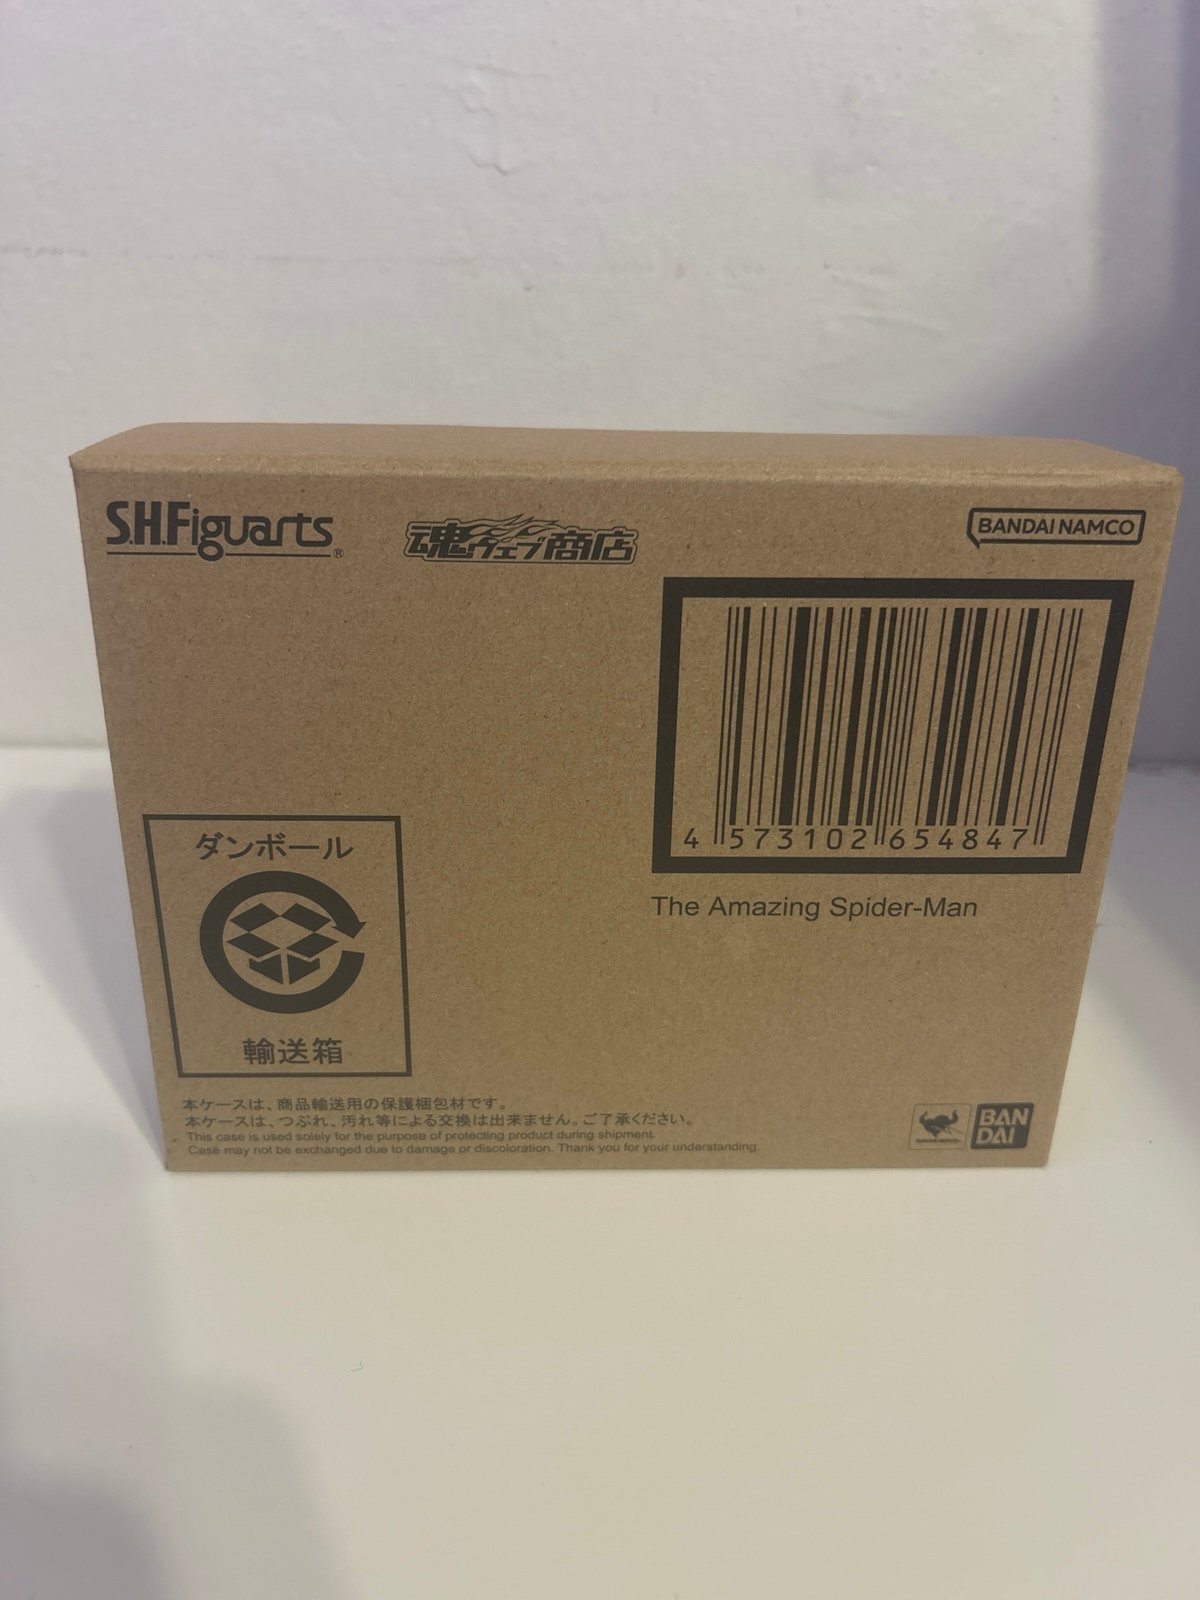 S.H.Figuarts®
魂ウェブ商店
BANDAI NAMCO
4 573102 654847
The Amazing Spider-Man
ダンボール
輸送箱
本ケースは、商品輸送用の保護梱包材です。
本ケースは、つぶれ、汚れ等による交換は出来ません。ご了承ください。
This case is used solely for the purpose of protecting product during shipment.
Case may not be exchanged due to damage or discoloration. Thank you for your understanding.
BAN
DAI